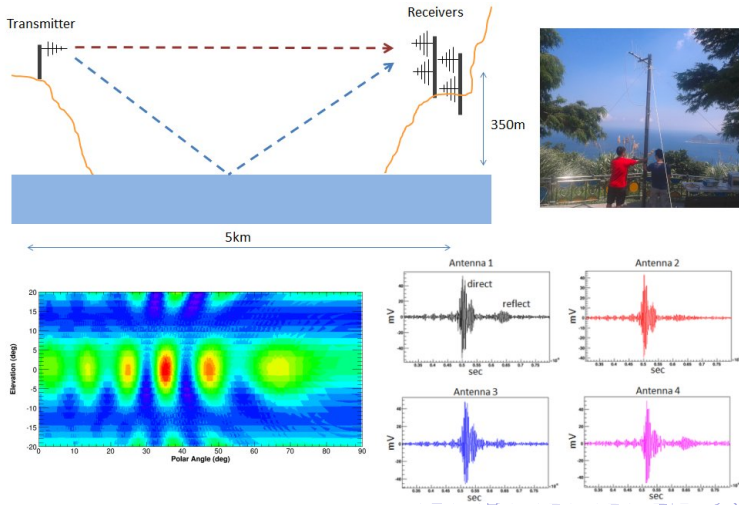 Transmitter
Receivers
350m
5km
Antenna 1
Antenna 2
direct
reflect
mV
sec
mV
sec
Elevation (deg)
20
15
10
5
0
-5
-10
-15
-20
0 10 20 30 40 50 60 70 80 90
Polar Angle (deg)
Antenna 3
Antenna 4
mV
sec
mV
sec